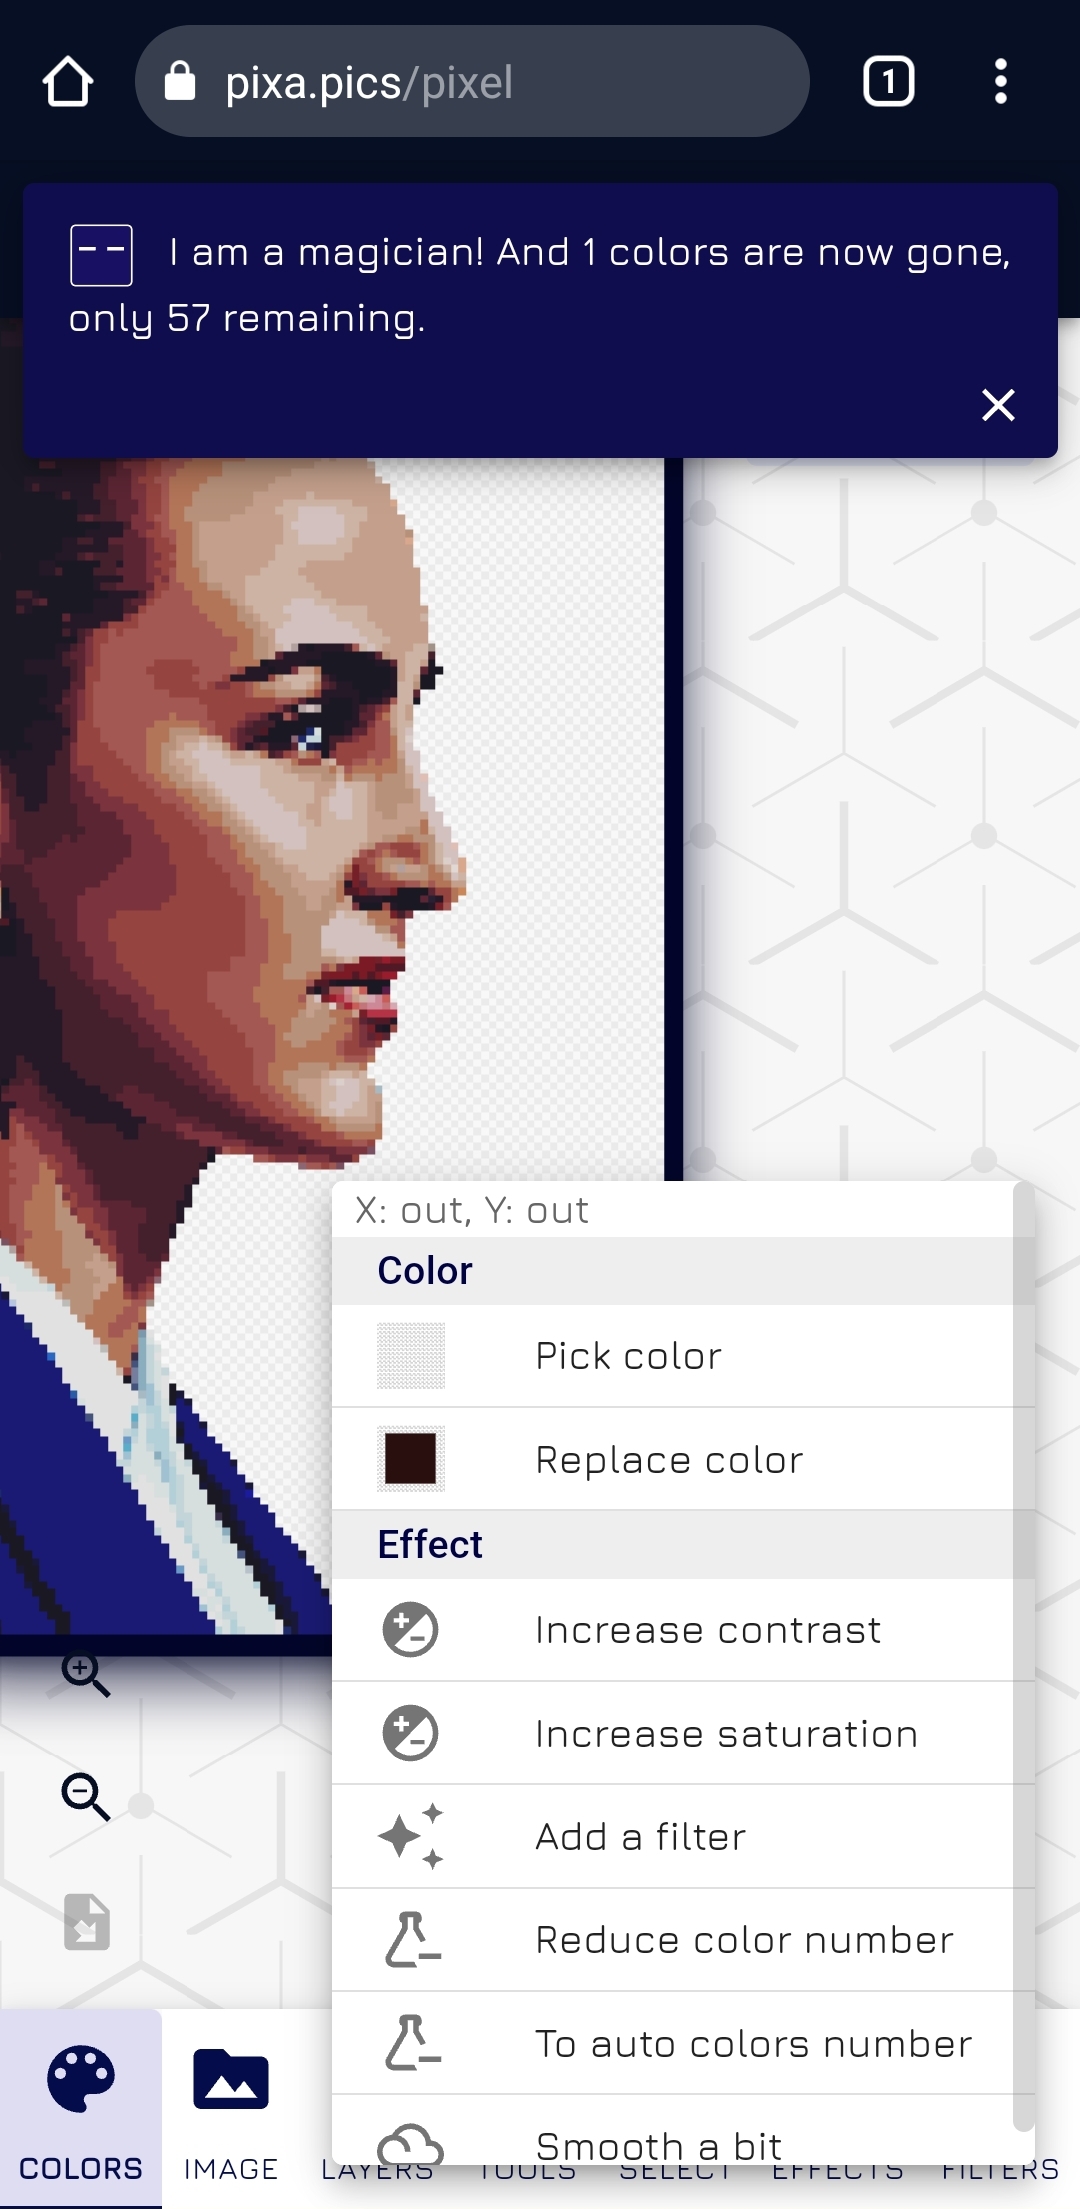 pixa.pics/pixel
1
I am a magician! And 1 colors are now gone,
only 57 remaining.
X: out, Y: out
Color
Pick color
Replace color
Effect
Increase contrast
Increase saturation
Add a filter
Reduce color number
To auto colors number
Smooth a bit
COLORS IMAGE LAYERS TOOLS SELECT EFFECTS FILTERS